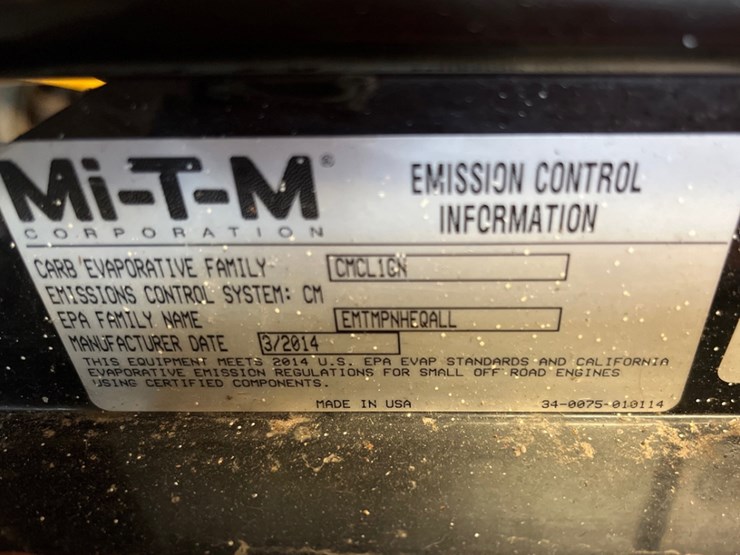 Mi-T-M®
CORPORATION
EMISSION CONTROL
INFORMATION
CARB EVAPORATIVE FAMILY CMCL1GN
EMISSIONS CONTROL SYSTEM: CM
EPA FAMILY NAME EMTMPNHEQALL
MANUFACTURER DATE 3/2014
THIS EQUIPMENT MEETS 2014 U.S. EPA EVAP STANDARDS AND CALIFORNIA
EVAPORATIVE EMISSION REGULATIONS FOR SMALL OFF ROAD ENGINES
USING CERTIFIED COMPONENTS.
MADE IN USA 34-0075-010114